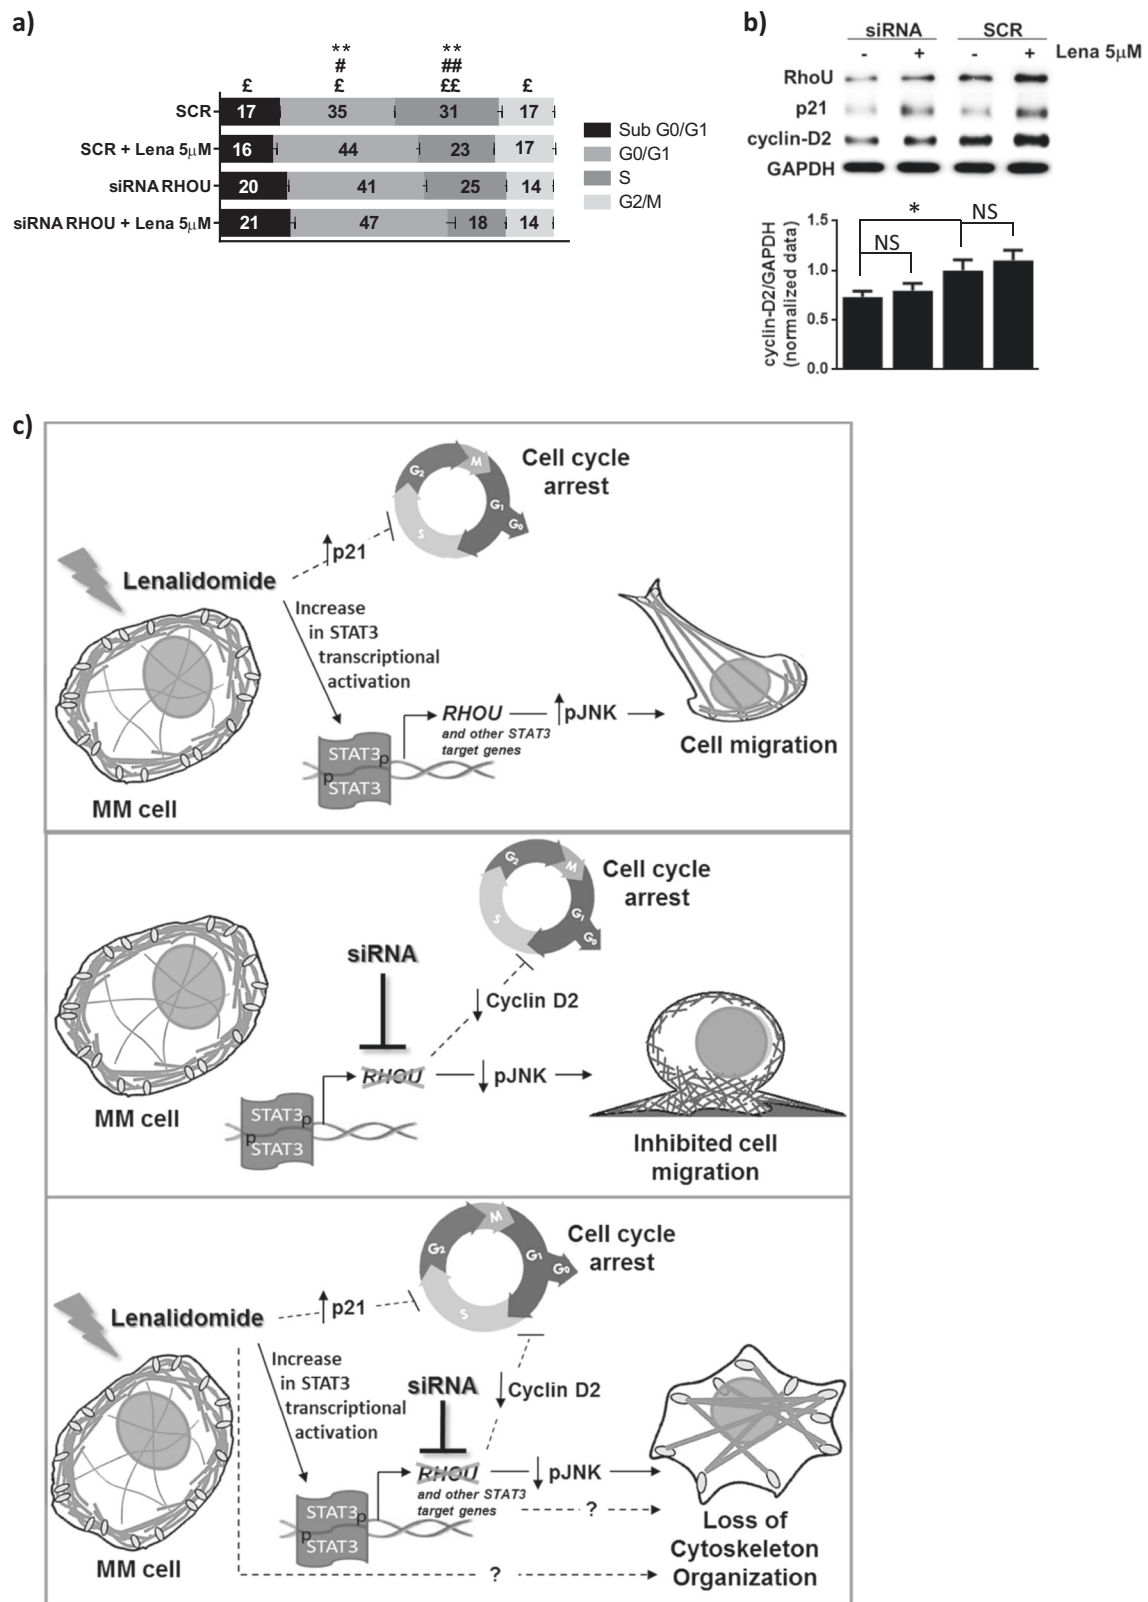 a)
** **
# ##
£ £ ££ £
SCR 17 35 31 17
SCR + Lena 5µM 16 44 23 17
siRNA RHOU 20 41 25 14
siRNA RHOU + Lena 5µM 21 47 18 14
Sub G0/G1
G0/G1
S
G2/M
b)
siRNA SCR
- + - + Lena 5µM
RhoU
p21
cyclin-D2
GAPDH
cyclin-D2/GAPDH
(normalized data)
1.5
1.0
0.5
0.0
* NS
NS
c)
G2 M G1 G0 S
Cell cycle
arrest
p21
Lenalidomide
Increase
in STAT3
transcriptional
activation
RHOU pJNK
and other STAT3
target genes
STAT3 p
p STAT3
Cell migration
MM cell
G2 M G1 G0 S
Cell cycle
arrest
siRNA
Cyclin D2
RHOU pJNK
STAT3 p
p STAT3
MM cell
Inhibited cell
migration
M G2 G1 G0 S
Cell cycle
arrest
Lenalidomide
p21
Increase
in STAT3
transcriptional
activation
siRNA
Cyclin D2
RHOU pJNK
and other STAT3
target genes
?
STAT3 p
p STAT3
MM cell
?
Loss of
Cytoskeleton
Organization